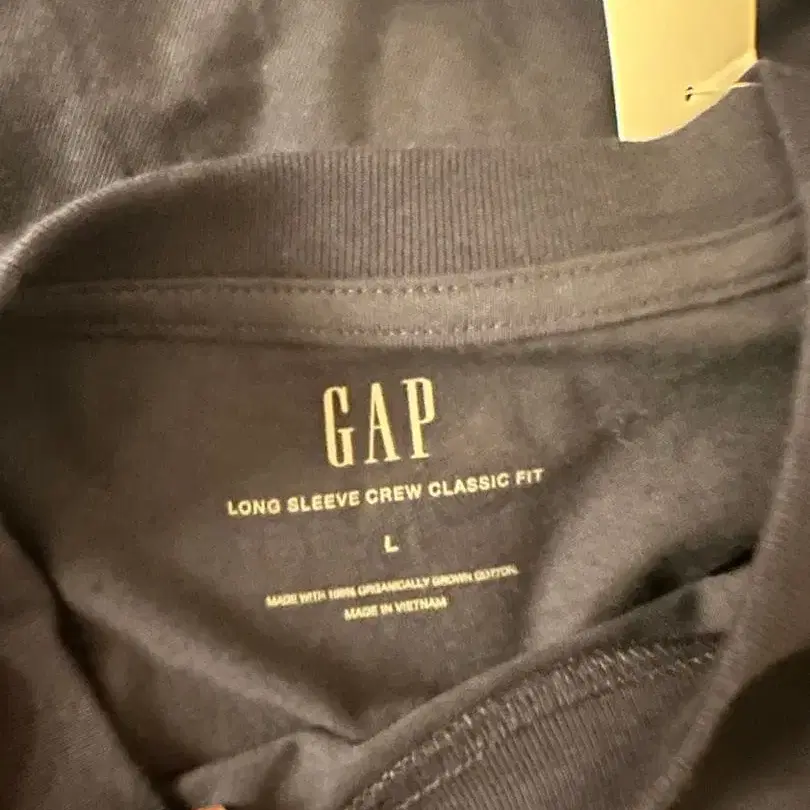 GAP
LONG SLEEVE CREW CLASSIC FIT
L
MADE WITH 100% ORGANICALLY GROWN COTTON.
MADE IN VIETNAM